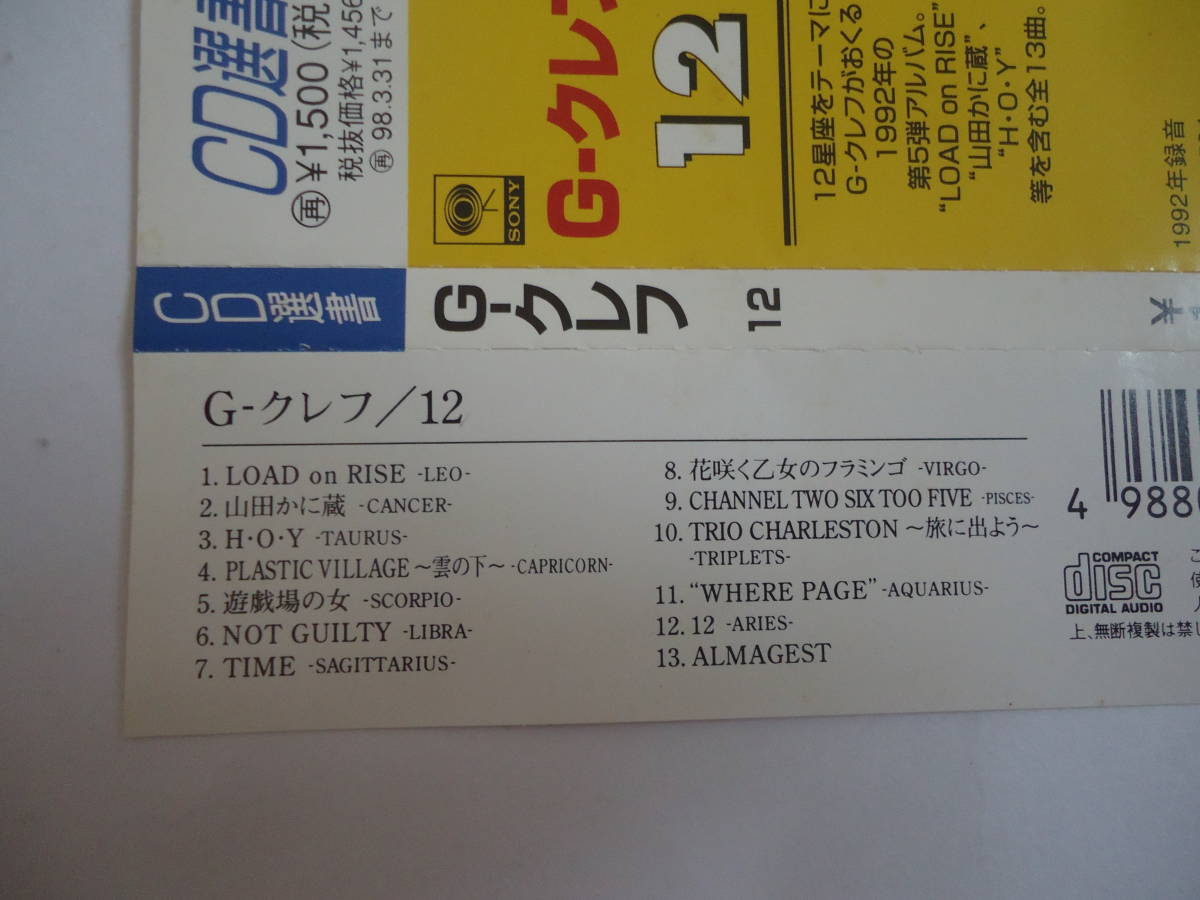 CD選書
再¥1,500(税
税抜価格¥1,456
再98.3.31まで
SONY
G-クレフ
12
12星座をテーマに
G-クレフがおくる
1992年の
第5弾アルバム。
“LOAD on RISE”
“山田かに蔵”、
“H・O・Y”
等を含む全13曲。
1992年録音
CD選書
G-クレフ
12
¥
G-クレフ/12
1. LOAD on RISE -LEO-
2. 山田かに蔵 -CANCER-
3. H・O・Y -TAURUS-
4. PLASTIC VILLAGE〜雲の下〜 -CAPRICORN-
5. 遊戯場の女 -SCORPIO-
6. NOT GUILTY -LIBRA-
7. TIME -SAGITTARIUS-
8. 花咲く乙女のフラミンゴ -VIRGO-
9. CHANNEL TWO SIX TOO FIVE -PISCES-
10. TRIO CHARLESTON 〜旅に出よう〜
-TRIPLETS-
11. “WHERE PAGE” -AQUARIUS-
12. 12 -ARIES-
13. ALMAGEST
4 9880
COMPACT
disc
DIGITAL AUDIO
上、無断複製は禁じ